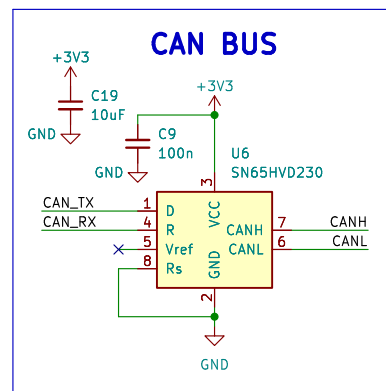 CAN BUS
+3V3
C19
10uF
GND
+3V3
C9
100n
GND
U6
SN65HVD230
3
VCC
CAN_TX
1
D
CAN_RX
4
R
5
Vref
8
Rs
CANH
7
CANH
CANL
6
CANL
GND
2
GND